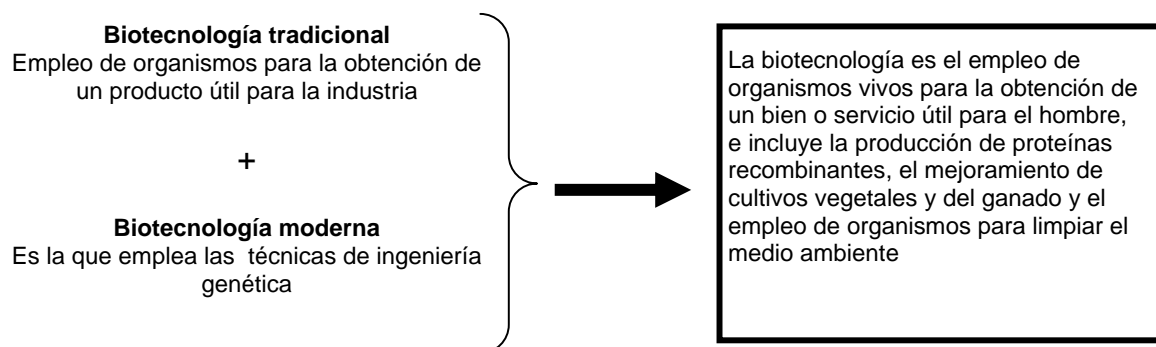 Biotecnología tradicional
Empleo de organismos para la obtención de
un producto útil para la industria
+
Biotecnología moderna
Es la que emplea las técnicas de ingeniería
genética
La biotecnología es el empleo de
organismos vivos para la obtención de
un bien o servicio útil para el hombre,
e incluye la producción de proteínas
recombinantes, el mejoramiento de
cultivos vegetales y del ganado y el
empleo de organismos para limpiar el
medio ambiente